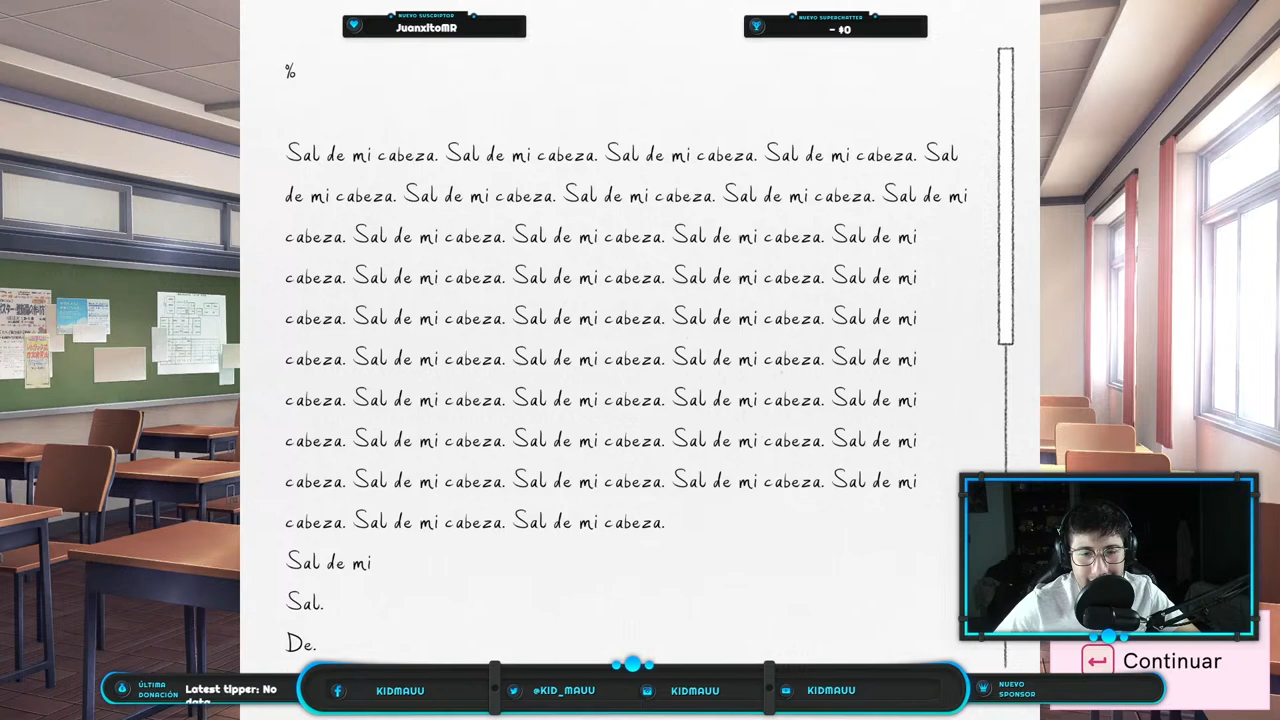 NUEVO SUSCRIPTOR
JuanxitoMR
NUEVO SUPERCHATTER
- $0
%
Sal de mi cabeza. Sal de mi cabeza. Sal de mi cabeza. Sal de mi cabeza. Sal
de mi cabeza. Sal de mi cabeza. Sal de mi cabeza. Sal de mi cabeza. Sal de mi
cabeza. Sal de mi cabeza. Sal de mi cabeza. Sal de mi cabeza. Sal de mi
cabeza. Sal de mi cabeza. Sal de mi cabeza. Sal de mi cabeza. Sal de mi
cabeza. Sal de mi cabeza. Sal de mi cabeza. Sal de mi cabeza. Sal de mi
cabeza. Sal de mi cabeza. Sal de mi cabeza. Sal de mi cabeza. Sal de mi
cabeza. Sal de mi cabeza. Sal de mi cabeza. Sal de mi cabeza. Sal de mi
cabeza. Sal de mi cabeza. Sal de mi cabeza. Sal de mi cabeza. Sal de mi
cabeza. Sal de mi cabeza. Sal de mi cabeza. Sal de mi cabeza. Sal de mi
cabeza. Sal de mi cabeza. Sal de mi cabeza.
Sal de mi
Sal.
De.
Continuar
ÚLTIMA
DONACIÓN
Latest tipper: No
data
KIDMAUU
@KID_MAUU
KIDMAUU
KIDMAUU
NUEVO
SPONSOR